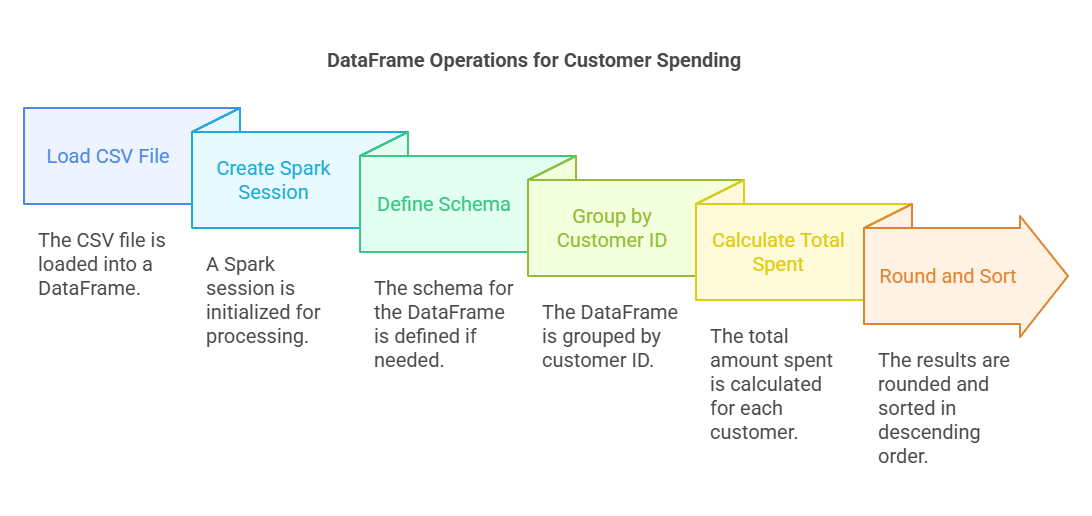 DataFrame Operations for Customer Spending
Load CSV File
The CSV file is
loaded into a
DataFrame.
Create Spark
Session
A Spark
session is
initialized for
processing.
Define Schema
The schema for
the DataFrame
is defined if
needed.
Group by
Customer ID
The DataFrame
is grouped by
customer ID.
Calculate Total
Spent
The total
amount spent
is calculated
for each
customer.
Round and Sort
The results are
rounded and
sorted in
descending
order.